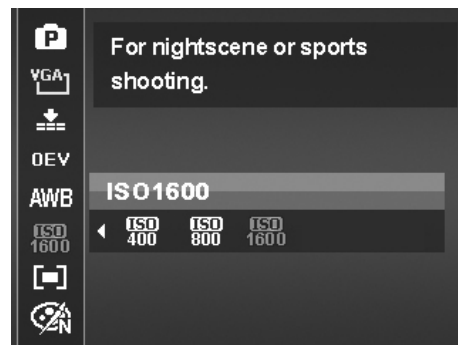 P
For nightscene or sports
shooting.
VGA
0EV
AWB
ISO1600
ISO
1600
ISO
400
ISO
800
ISO
1600
N